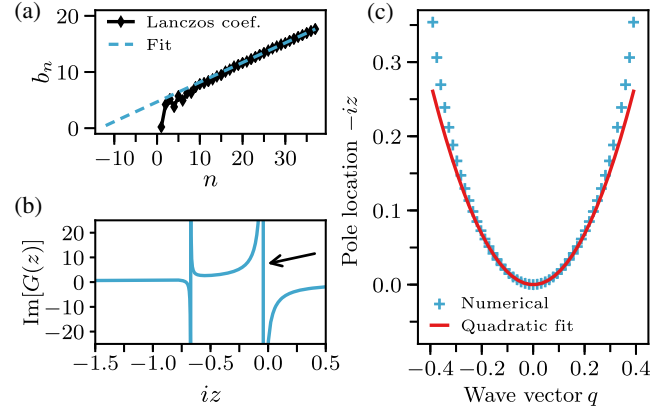 (a)
Lanczos coef.
Fit
b_n
20
10
0
−10 0 10 20 30
n
(b)
Im[G(z)]
20
10
0
−10
−20
−1.5 −1.0 −0.5 0.0 0.5
iz
(c)
Pole location −iz
0.3
0.2
0.1
0.0
Numerical
Quadratic fit
−0.4 −0.2 0.0 0.2 0.4
Wave vector q